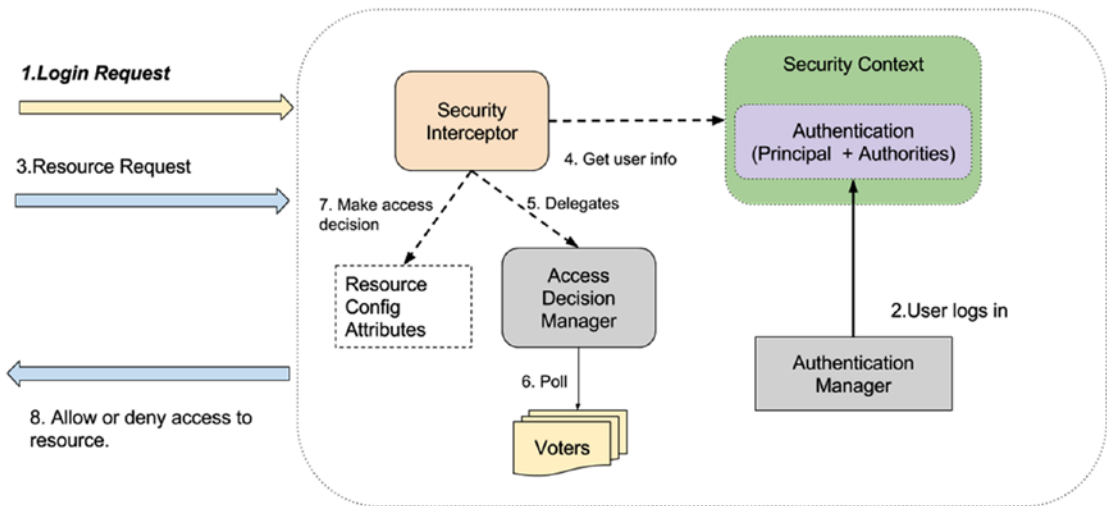 1.Login Request
3.Resource Request
8. Allow or deny access to
resource.
Security
Interceptor
4. Get user info
Security Context
Authentication
(Principal + Authorities)
7. Make access
decision
5. Delegates
Resource
Config
Attributes
Access
Decision
Manager
2.User logs in
Authentication
Manager
6. Poll
Voters